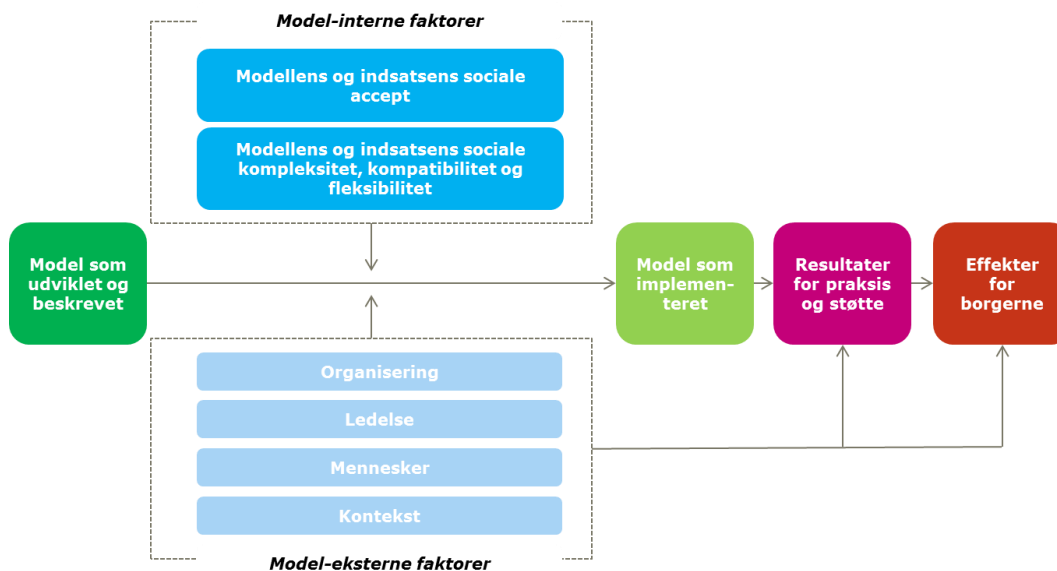 Model-interne faktorer
Modellens og indsatsens sociale
accept
Modellens og indsatsens sociale
kompleksitet, kompatibilitet og
fleksibilitet
Model som
udviklet og
beskrevet
Model som
implemen-
teret
Resultater
for praksis
og støtte
Effekter
for
borgerne
Organisering
Ledelse
Mennesker
Kontekst
Model-eksterne faktorer